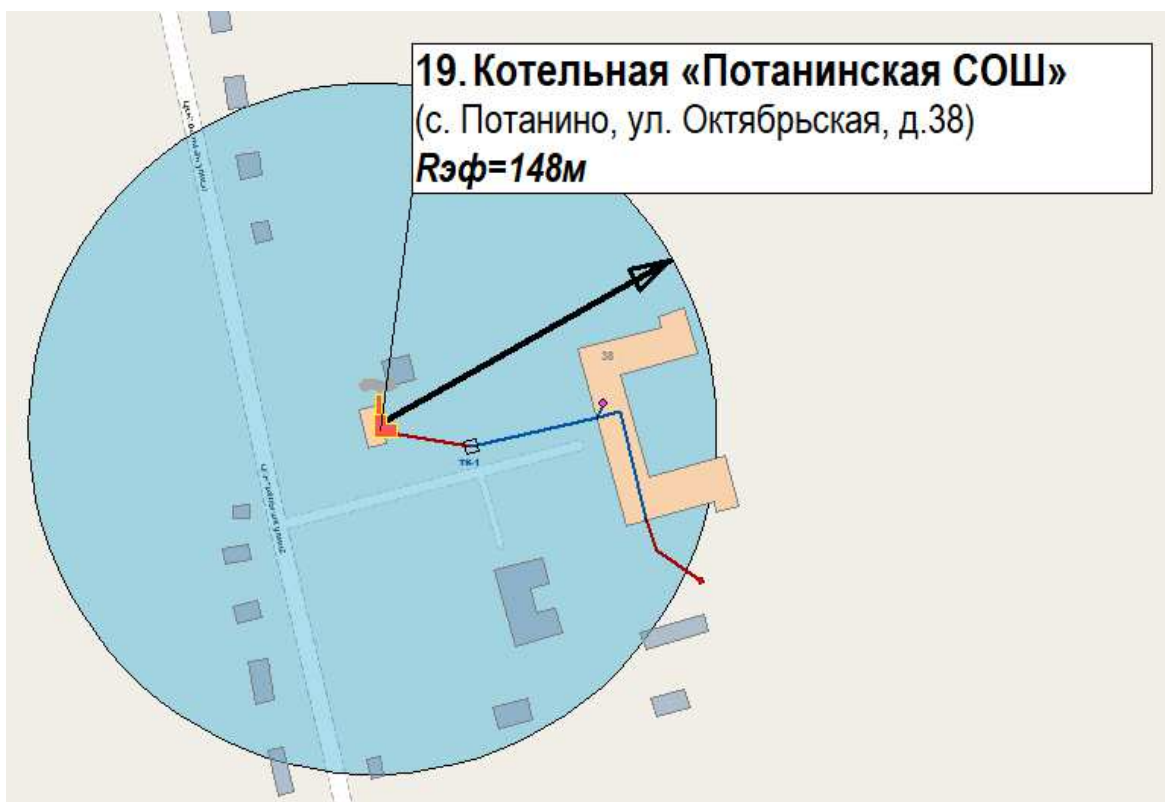 19. Котельная «Потанинская СОШ»
(с. Потанино, ул. Октябрьская, д.38)
Rэф=148м
38
ТК-1